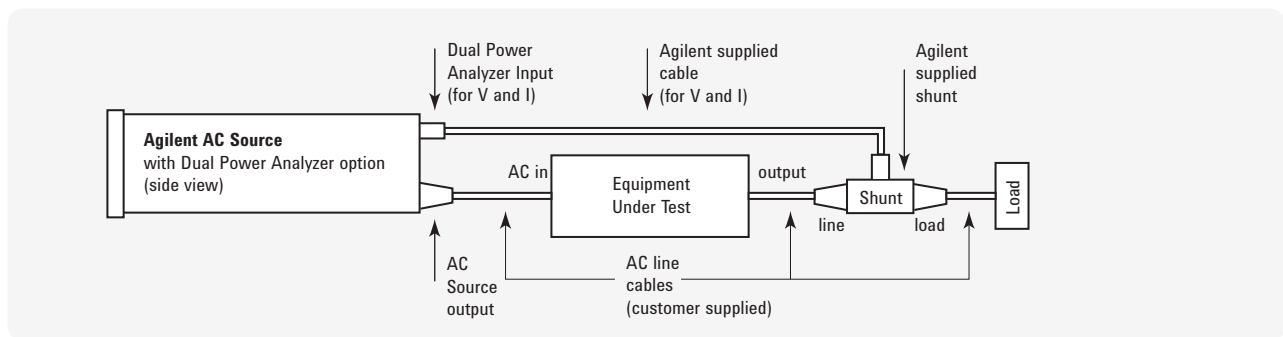 Dual Power
Analyzer Input
(for V and I)
Agilent supplied
cable
(for V and I)
Agilent
supplied
shunt
Agilent AC Source
with Dual Power Analyzer option
(side view)
AC in
Equipment
Under Test
output
Shunt
line
load
Load
AC
Source
output
AC line
cables
(customer supplied)